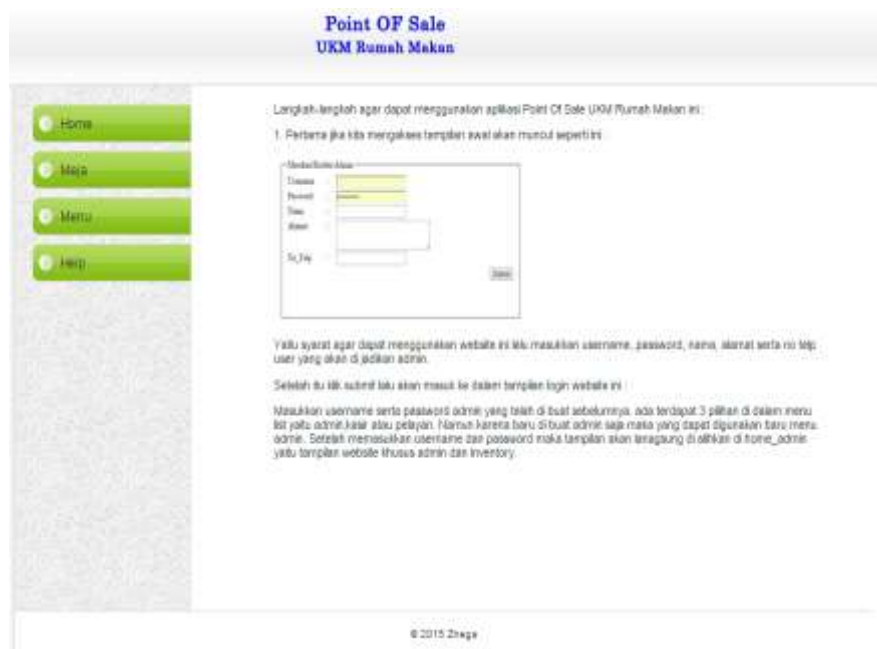 Point OF Sale
UKM Rumah Makan
Home
Meja
Menu
Help
Langkah-langkah agar dapat menggunakan aplikasi Point Of Sale UKM Rumah Makan ini :
1. Pertama jika kita mengakses tampilan awal akan muncul seperti ini :
Username :
Password :
Nama :
Alamat :
No_Telp :
Yaitu syarat agar dapat menggunakan website ini lalu masukkan username, password, nama, alamat serta no telp
user yang akan di jadikan admin.
Setelah itu klik submit lalu akan masuk ke dalam tampilan login website ini :
Masukkan username serta password admin yang telah di buat sebelumnya, ada terdapat 3 pilihan di dalam menu
list yaitu admin,kasir atau pelayan. Namun karena baru di buat admin saja maka yang dapat digunakan baru menu
admin. Setelah memasukkan username dan password maka tampilan akan langsung di alihkan di home_admin
yaitu tampilan website khusus admin dan inventory.
© 2015 Zhega